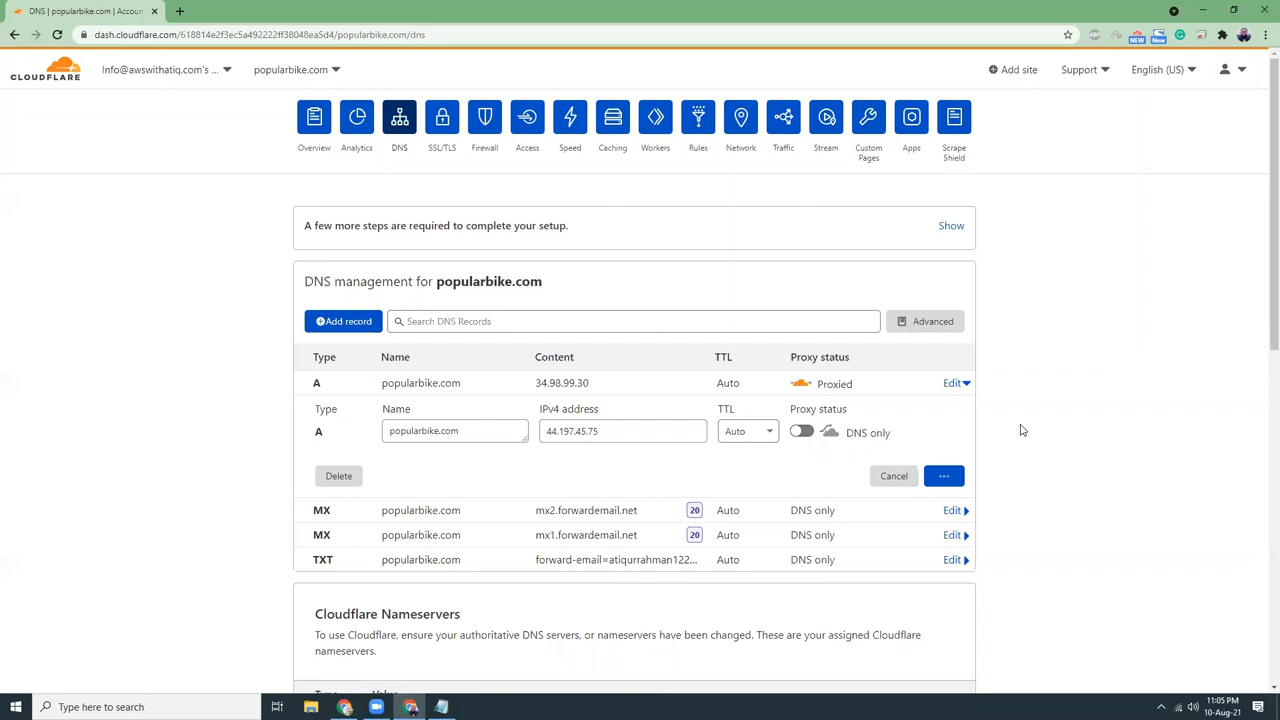 DNS | popularbike.com | Accoun
dash.cloudflare.com/618814e2f3ec5a492222ff38048ea5d4/popularbike.com/dns
NEW
New
CLOUDFLARE
Info@awswithatiq.com's ...
popularbike.com
Add site
Support
English (US)
Overview
Analytics
DNS
SSL/TLS
Firewall
Access
Speed
Caching
Workers
Rules
Network
Traffic
Stream
Custom Pages
Apps
Scrape Shield
A few more steps are required to complete your setup.
Show
DNS management for popularbike.com
Add record
Search DNS Records
Advanced
Type Name Content TTL Proxy status
A popularbike.com 34.98.99.30 Auto Proxied Edit
Type Name IPv4 address TTL Proxy status
A popularbike.com 44.197.45.75 Auto DNS only
Delete
Cancel
...
MX popularbike.com mx2.forwardemail.net 20 Auto DNS only Edit
MX popularbike.com mx1.forwardemail.net 20 Auto DNS only Edit
TXT popularbike.com forward-email=atiqurrahman122... Auto DNS only Edit
Cloudflare Nameservers
To use Cloudflare, ensure your authoritative DNS servers, or nameservers have been changed. These are your assigned Cloudflare
nameservers.
Type Value
Type here to search
11:05 PM
10-Aug-21